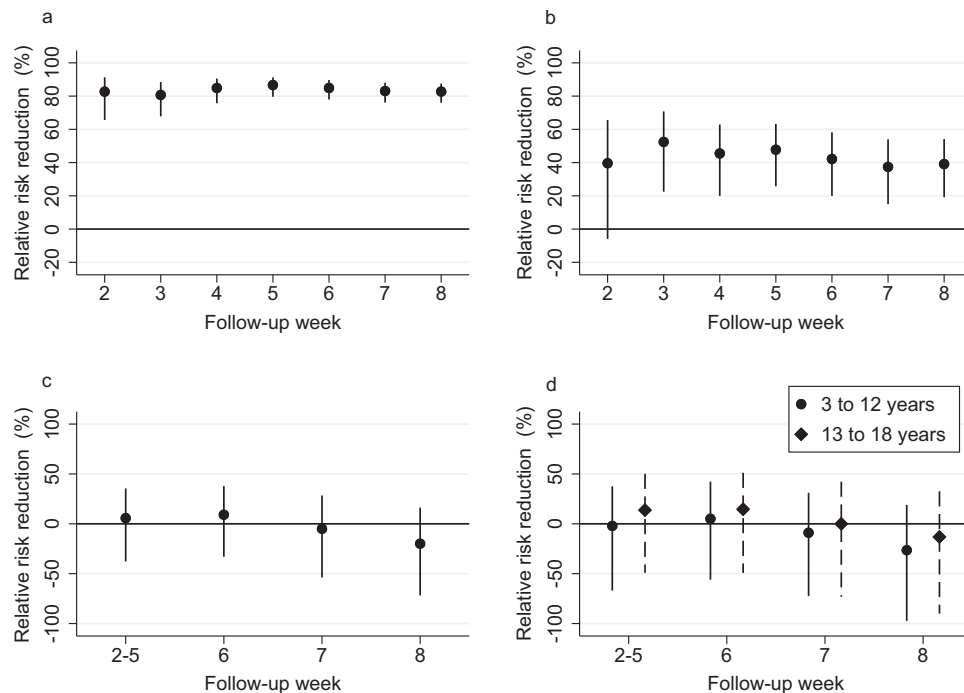 a
Relative risk reduction (%)
100
80
60
40
20
0
-20
2 3 4 5 6 7 8
Follow-up week
b
Relative risk reduction (%)
100
80
60
40
20
0
-20
2 3 4 5 6 7 8
Follow-up week
c
Relative risk reduction (%)
100
50
0
-50
-100
2-5 6 7 8
Follow-up week
d
3 to 12 years
13 to 18 years
Relative risk reduction (%)
100
50
0
-50
-100
2-5 6 7 8
Follow-up week